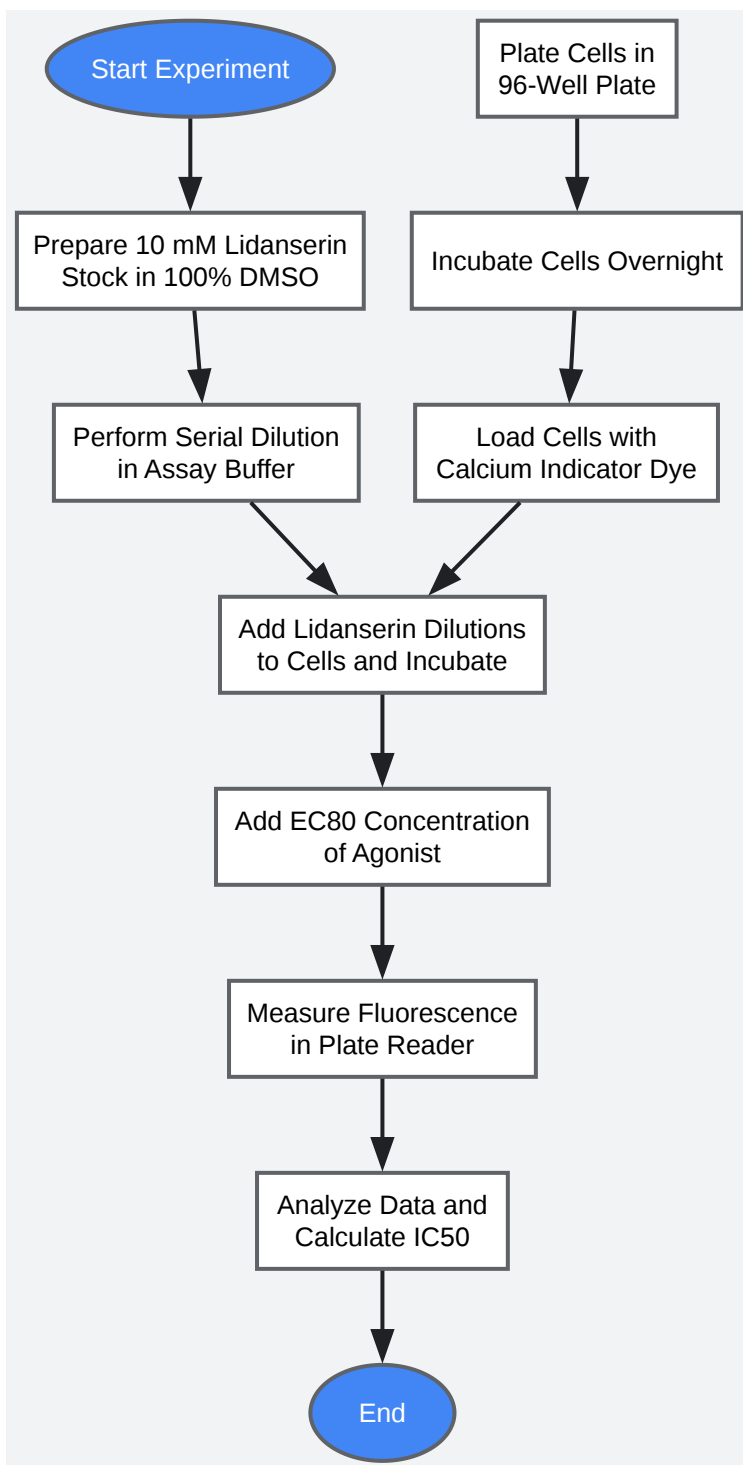 Start Experiment
Plate Cells in
96-Well Plate
Prepare 10 mM Lidanserin
Stock in 100% DMSO
Incubate Cells Overnight
Perform Serial Dilution
in Assay Buffer
Load Cells with
Calcium Indicator Dye
Add Lidanserin Dilutions
to Cells and Incubate
Add EC80 Concentration
of Agonist
Measure Fluorescence
in Plate Reader
Analyze Data and
Calculate IC50
End